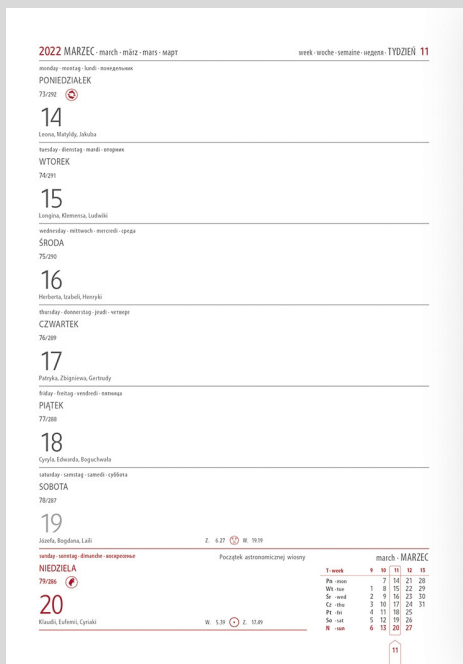 2022 MARZEC · march · märz · mars · март
week · woche · semaine · неделя · TYDZIEŃ 11
monday · montag · lundi · понедельник
PONIEDZIAŁEK
73/292
14
Leona, Matyldy, Jakuba
tuesday · dienstag · mardi · вторник
WTOREK
74/291
15
Longina, Klemensa, Ludwiki
wednesday · mittwoch · mercredi · среда
ŚRODA
75/290
16
Herberta, Izabeli, Henryki
thursday · donnerstag · jeudi · четверг
CZWARTEK
76/289
17
Patryka, Zbigniewa, Gertrudy
friday · freitag · vendredi · пятница
PIĄTEK
77/288
18
Cyryla, Edwarda, Boguchwała
saturday · samstag · samedi · суббота
SOBOTA
78/287
19
Józefa, Bogdana, Laili
Z. 6.27 W. 19.19
sunday · sonntag · dimanche · воскресенье
NIEDZIELA
79/286
20
Klaudii, Eufemii, Cyriaki
Początek astronomicznej wiosny
W. 5.39 Z. 17.49
march · MARZEC
T · week 9 10 11 12 13
Pn · mon 7 14 21 28
Wt · tue 1 8 15 22 29
Śr · wed 2 9 16 23 30
Cz · thu 3 10 17 24 31
Pt · fri 4 11 18 25
So · sat 5 12 19 26
N · sun 6 13 20 27
11